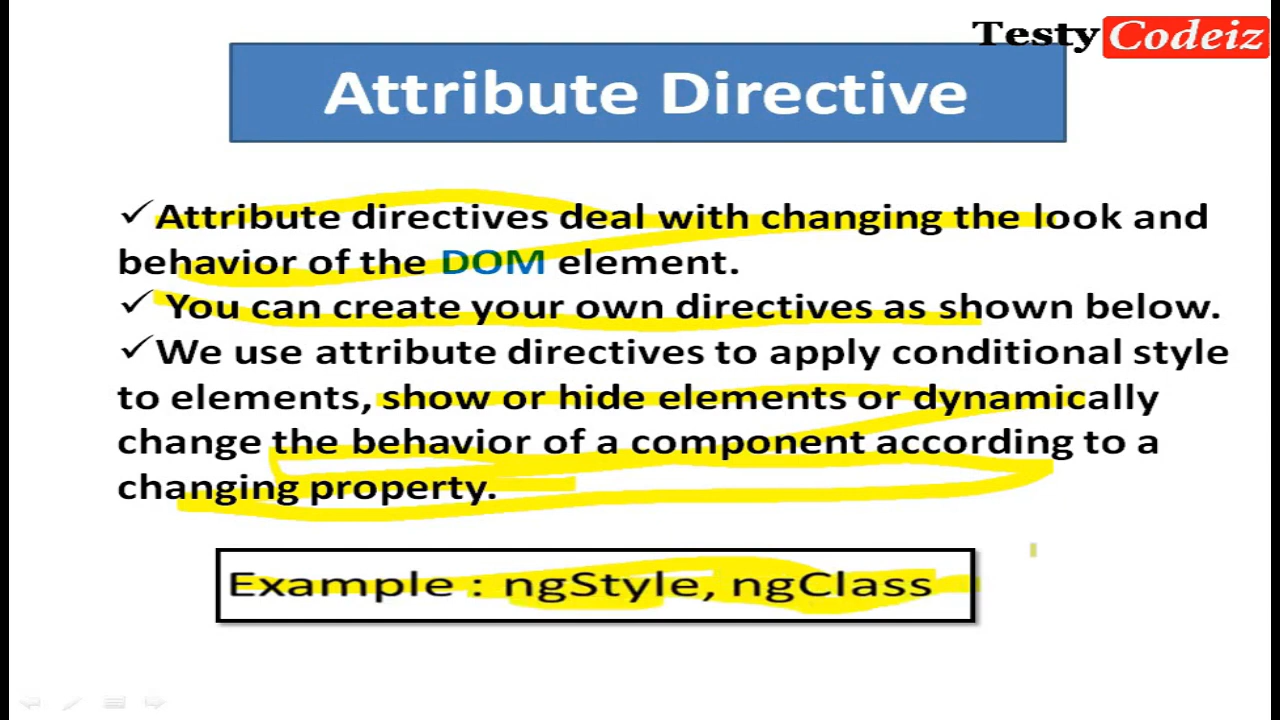 Testy Codeiz
Attribute Directive
✓Attribute directives deal with changing the look and
behavior of the DOM element.
✓ You can create your own directives as shown below.
✓We use attribute directives to apply conditional style
to elements, show or hide elements or dynamically
change the behavior of a component according to a
changing property.
Example : ngStyle, ngClass